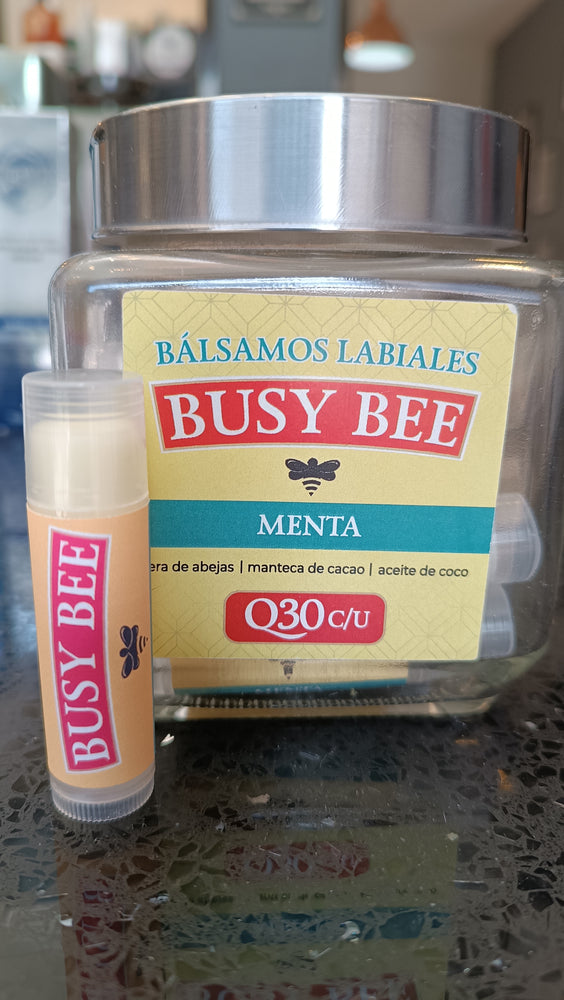 BÁLSAMOS LABIALES
BUSY BEE
MENTA
era de abejas | manteca de cacao | aceite de coco
Q30 C/U
BUSY BEE